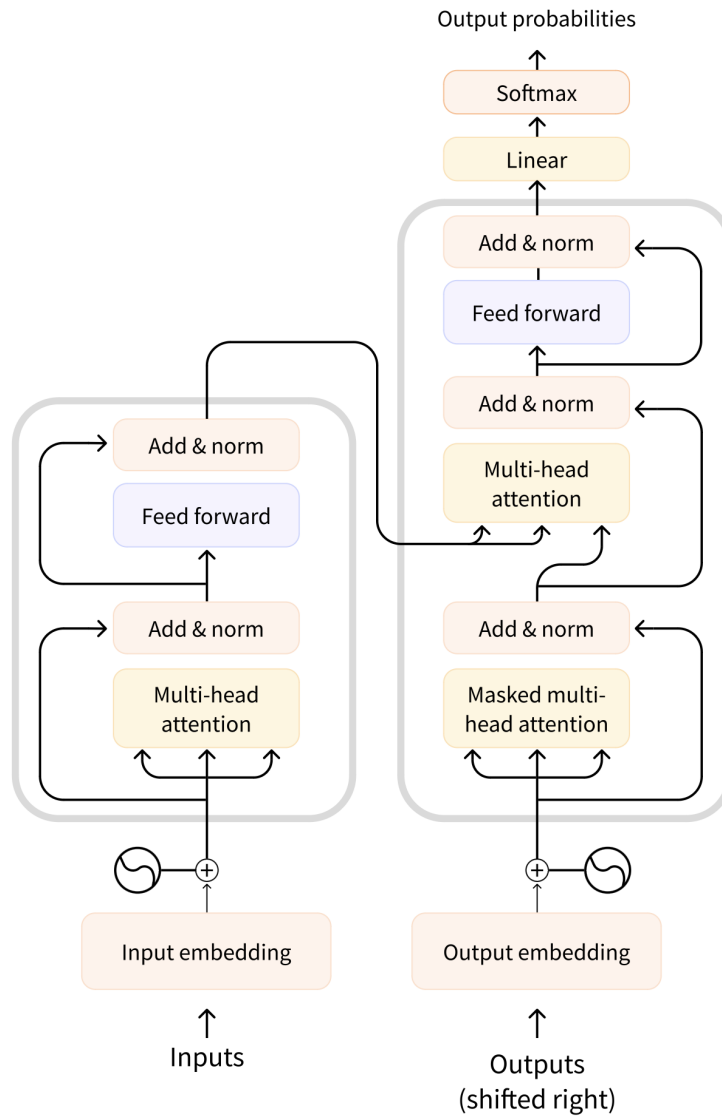 Output probabilities
Softmax
Linear
Add & norm
Feed forward
Add & norm
Multi-head
attention
Add & norm
Masked multi-
head attention
Add & norm
Feed forward
Add & norm
Multi-head
attention
Input embedding
Output embedding
Inputs
Outputs
(shifted right)